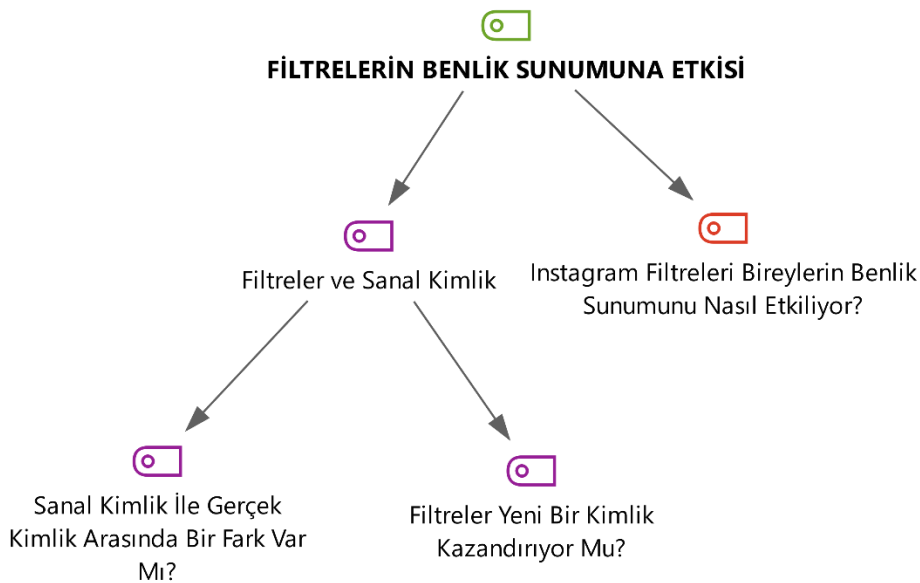 FİLTRELERİN BENLİK SUNUMUNA ETKİSİ
Filtreler ve Sanal Kimlik
Instagram Filtreleri Bireylerin Benlik
Sunumunu Nasıl Etkiliyor?
Sanal Kimlik İle Gerçek
Kimlik Arasında Bir Fark Var
Mı?
Filtreler Yeni Bir Kimlik
Kazandırıyor Mu?